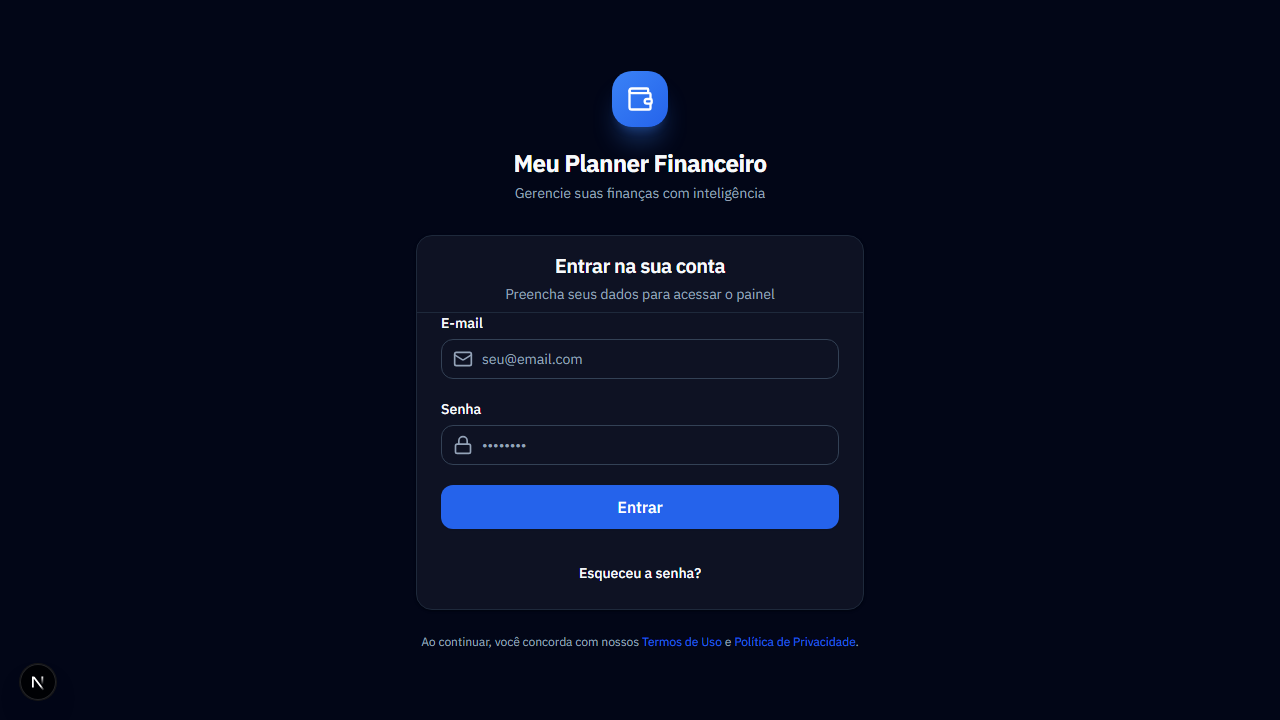 Meu Planner Financeiro
Gerencie suas finanças com inteligência
Entrar na sua conta
Preencha seus dados para acessar o painel
E-mail
seu@email.com
Senha
••••••••
Entrar
Esqueceu a senha?
Ao continuar, você concorda com nossos Termos de Uso e Política de Privacidade.
N